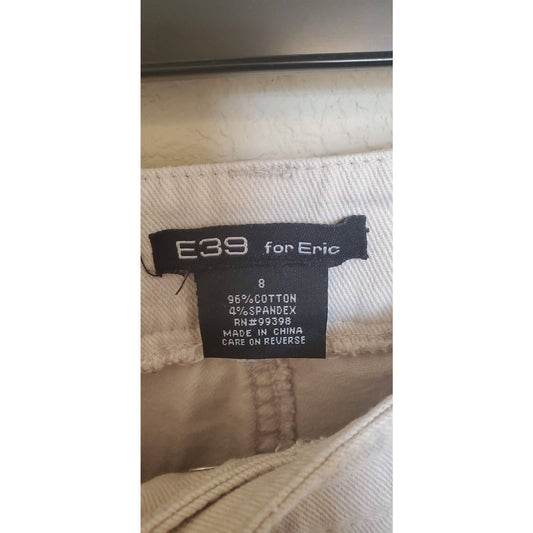 E39 for Eric
8
96%COTTON
4%SPANDEX
RN#99398
MADE IN CHINA
CARE ON REVERSE